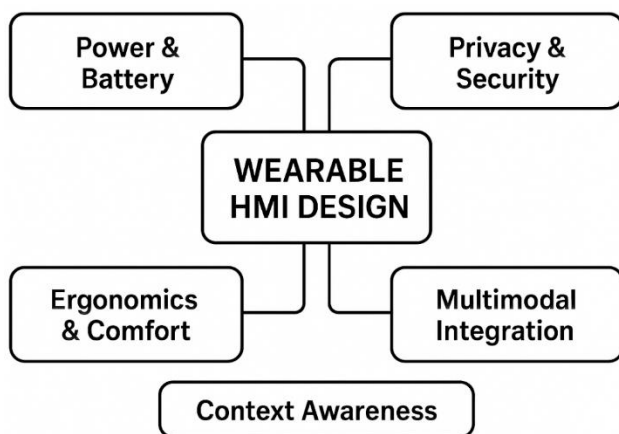 Power &
Battery
Privacy &
Security
WEARABLE
HMI DESIGN
Ergonomics
& Comfort
Multimodal
Integration
Context Awareness